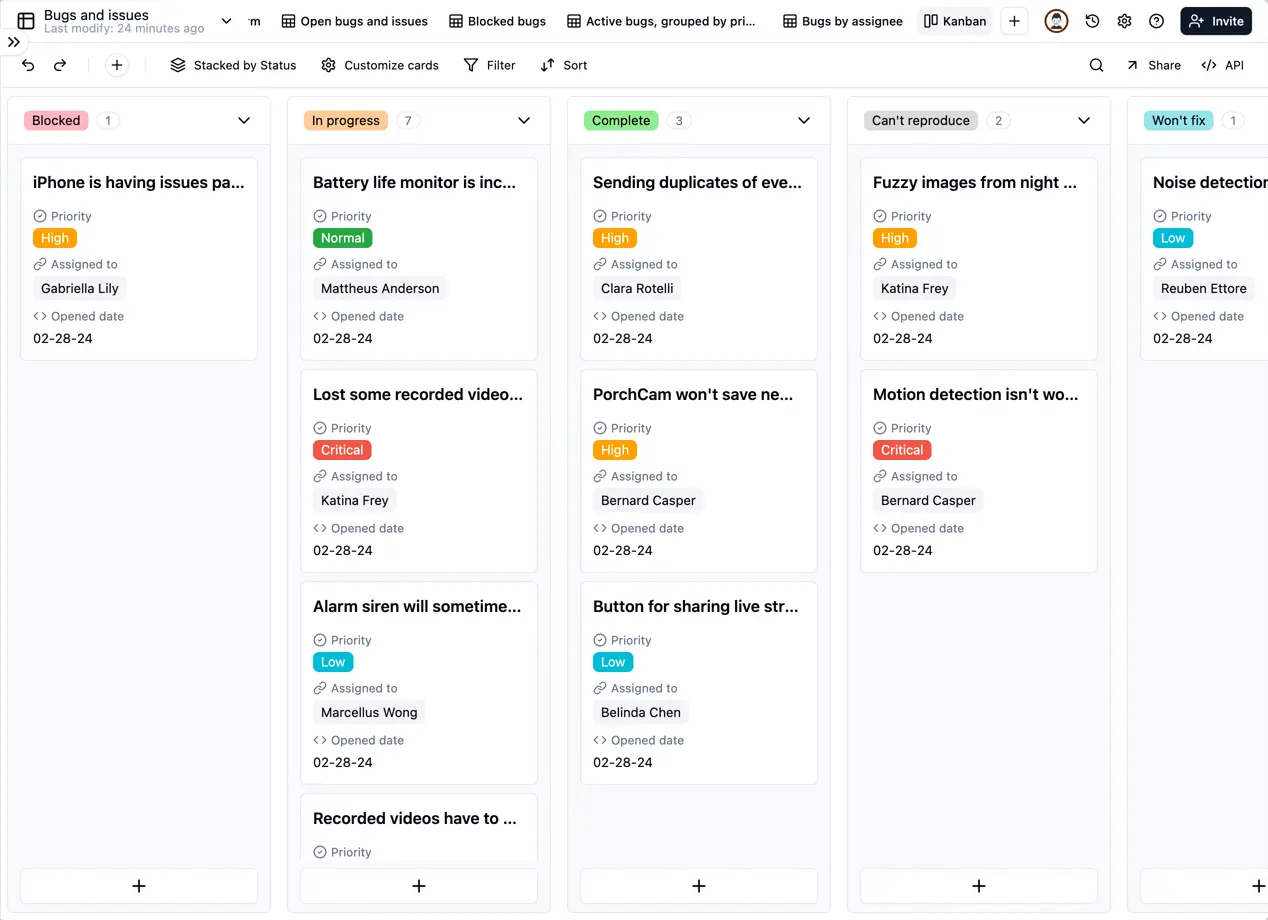 Bugs and issues
Last modify: 24 minutes ago
rm
Open bugs and issues
Blocked bugs
Active bugs, grouped by pri...
Bugs by assignee
Kanban
Invite
Stacked by Status
Customize cards
Filter
Sort
Share
API
Blocked 1
iPhone is having issues pa...
Priority
High
Assigned to
Gabriella Lily
Opened date
02-28-24
In progress 7
Battery life monitor is inc...
Priority
Normal
Assigned to
Mattheus Anderson
Opened date
02-28-24
Lost some recorded video...
Priority
Critical
Assigned to
Katina Frey
Opened date
02-28-24
Alarm siren will sometime...
Priority
Low
Assigned to
Marcellus Wong
Opened date
02-28-24
Recorded videos have to ...
Priority
Complete 3
Sending duplicates of eve...
Priority
High
Assigned to
Clara Rotelli
Opened date
02-28-24
PorchCam won't save ne...
Priority
High
Assigned to
Bernard Casper
Opened date
02-28-24
Button for sharing live str...
Priority
Low
Assigned to
Belinda Chen
Opened date
02-28-24
Can't reproduce 2
Fuzzy images from night ...
Priority
High
Assigned to
Katina Frey
Opened date
02-28-24
Motion detection isn't wo...
Priority
Critical
Assigned to
Bernard Casper
Opened date
02-28-24
Won't fix 1
Noise detection
Priority
Low
Assigned to
Reuben Ettore
Opened date
02-28-24